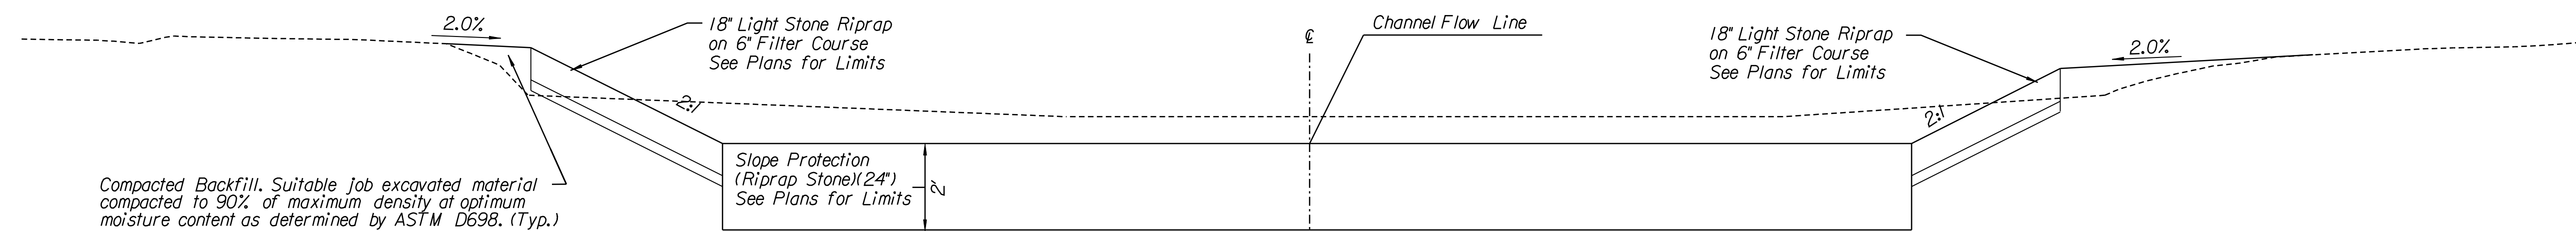 2.0%
18" Light Stone Riprap
on 6" Filter Course
See Plans for Limits
℄
Channel Flow Line
18" Light Stone Riprap
on 6" Filter Course
See Plans for Limits
2.0%
2:1
2:1
Slope Protection
(Riprap Stone)(24")
See Plans for Limits
2'
Compacted Backfill. Suitable job excavated material
compacted to 90% of maximum density at optimum
moisture content as determined by ASTM D698. (Typ.)